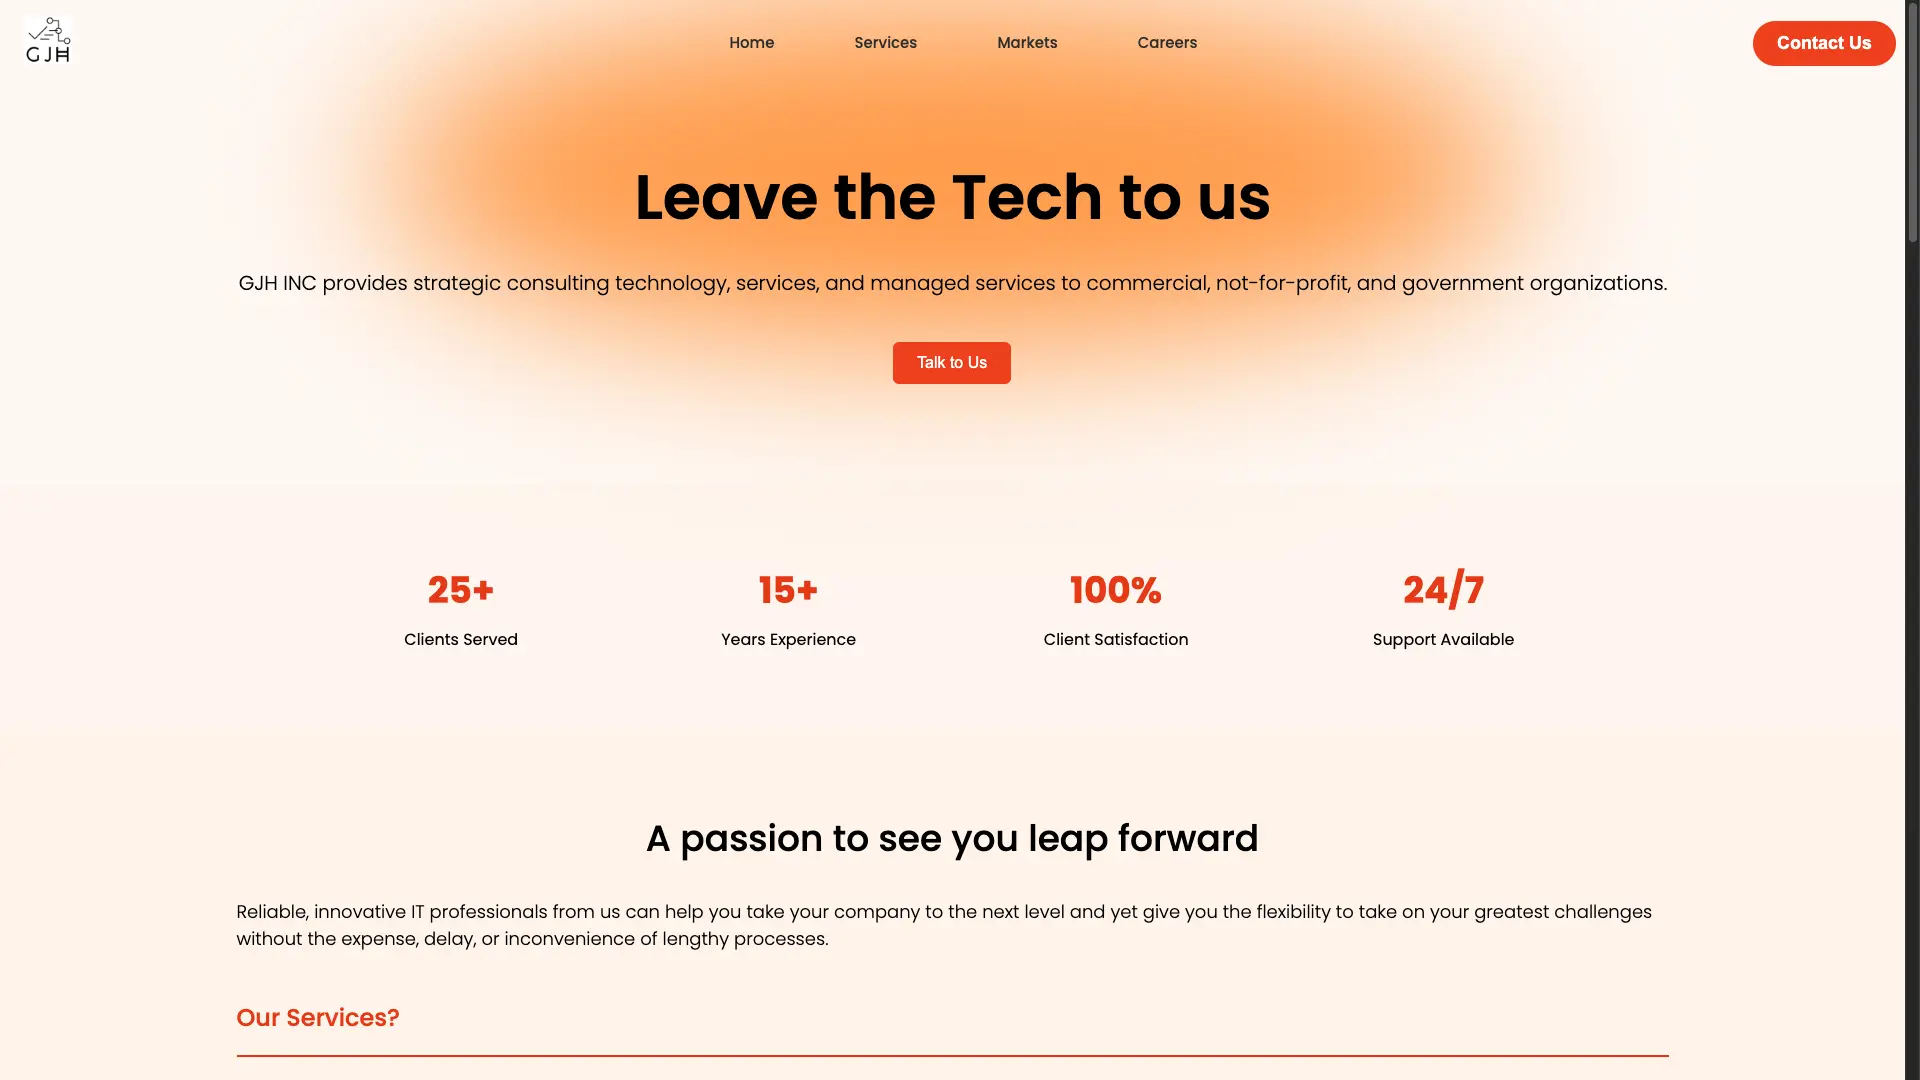 GJH
Home
Services
Markets
Careers
Contact Us
Leave the Tech to us
GJH INC provides strategic consulting technology, services, and managed services to commercial, not-for-profit, and government organizations.
Talk to Us
25+
Clients Served
15+
Years Experience
100%
Client Satisfaction
24/7
Support Available
A passion to see you leap forward
Reliable, innovative IT professionals from us can help you take your company to the next level and yet give you the flexibility to take on your greatest challenges
without the expense, delay, or inconvenience of lengthy processes.
Our Services?